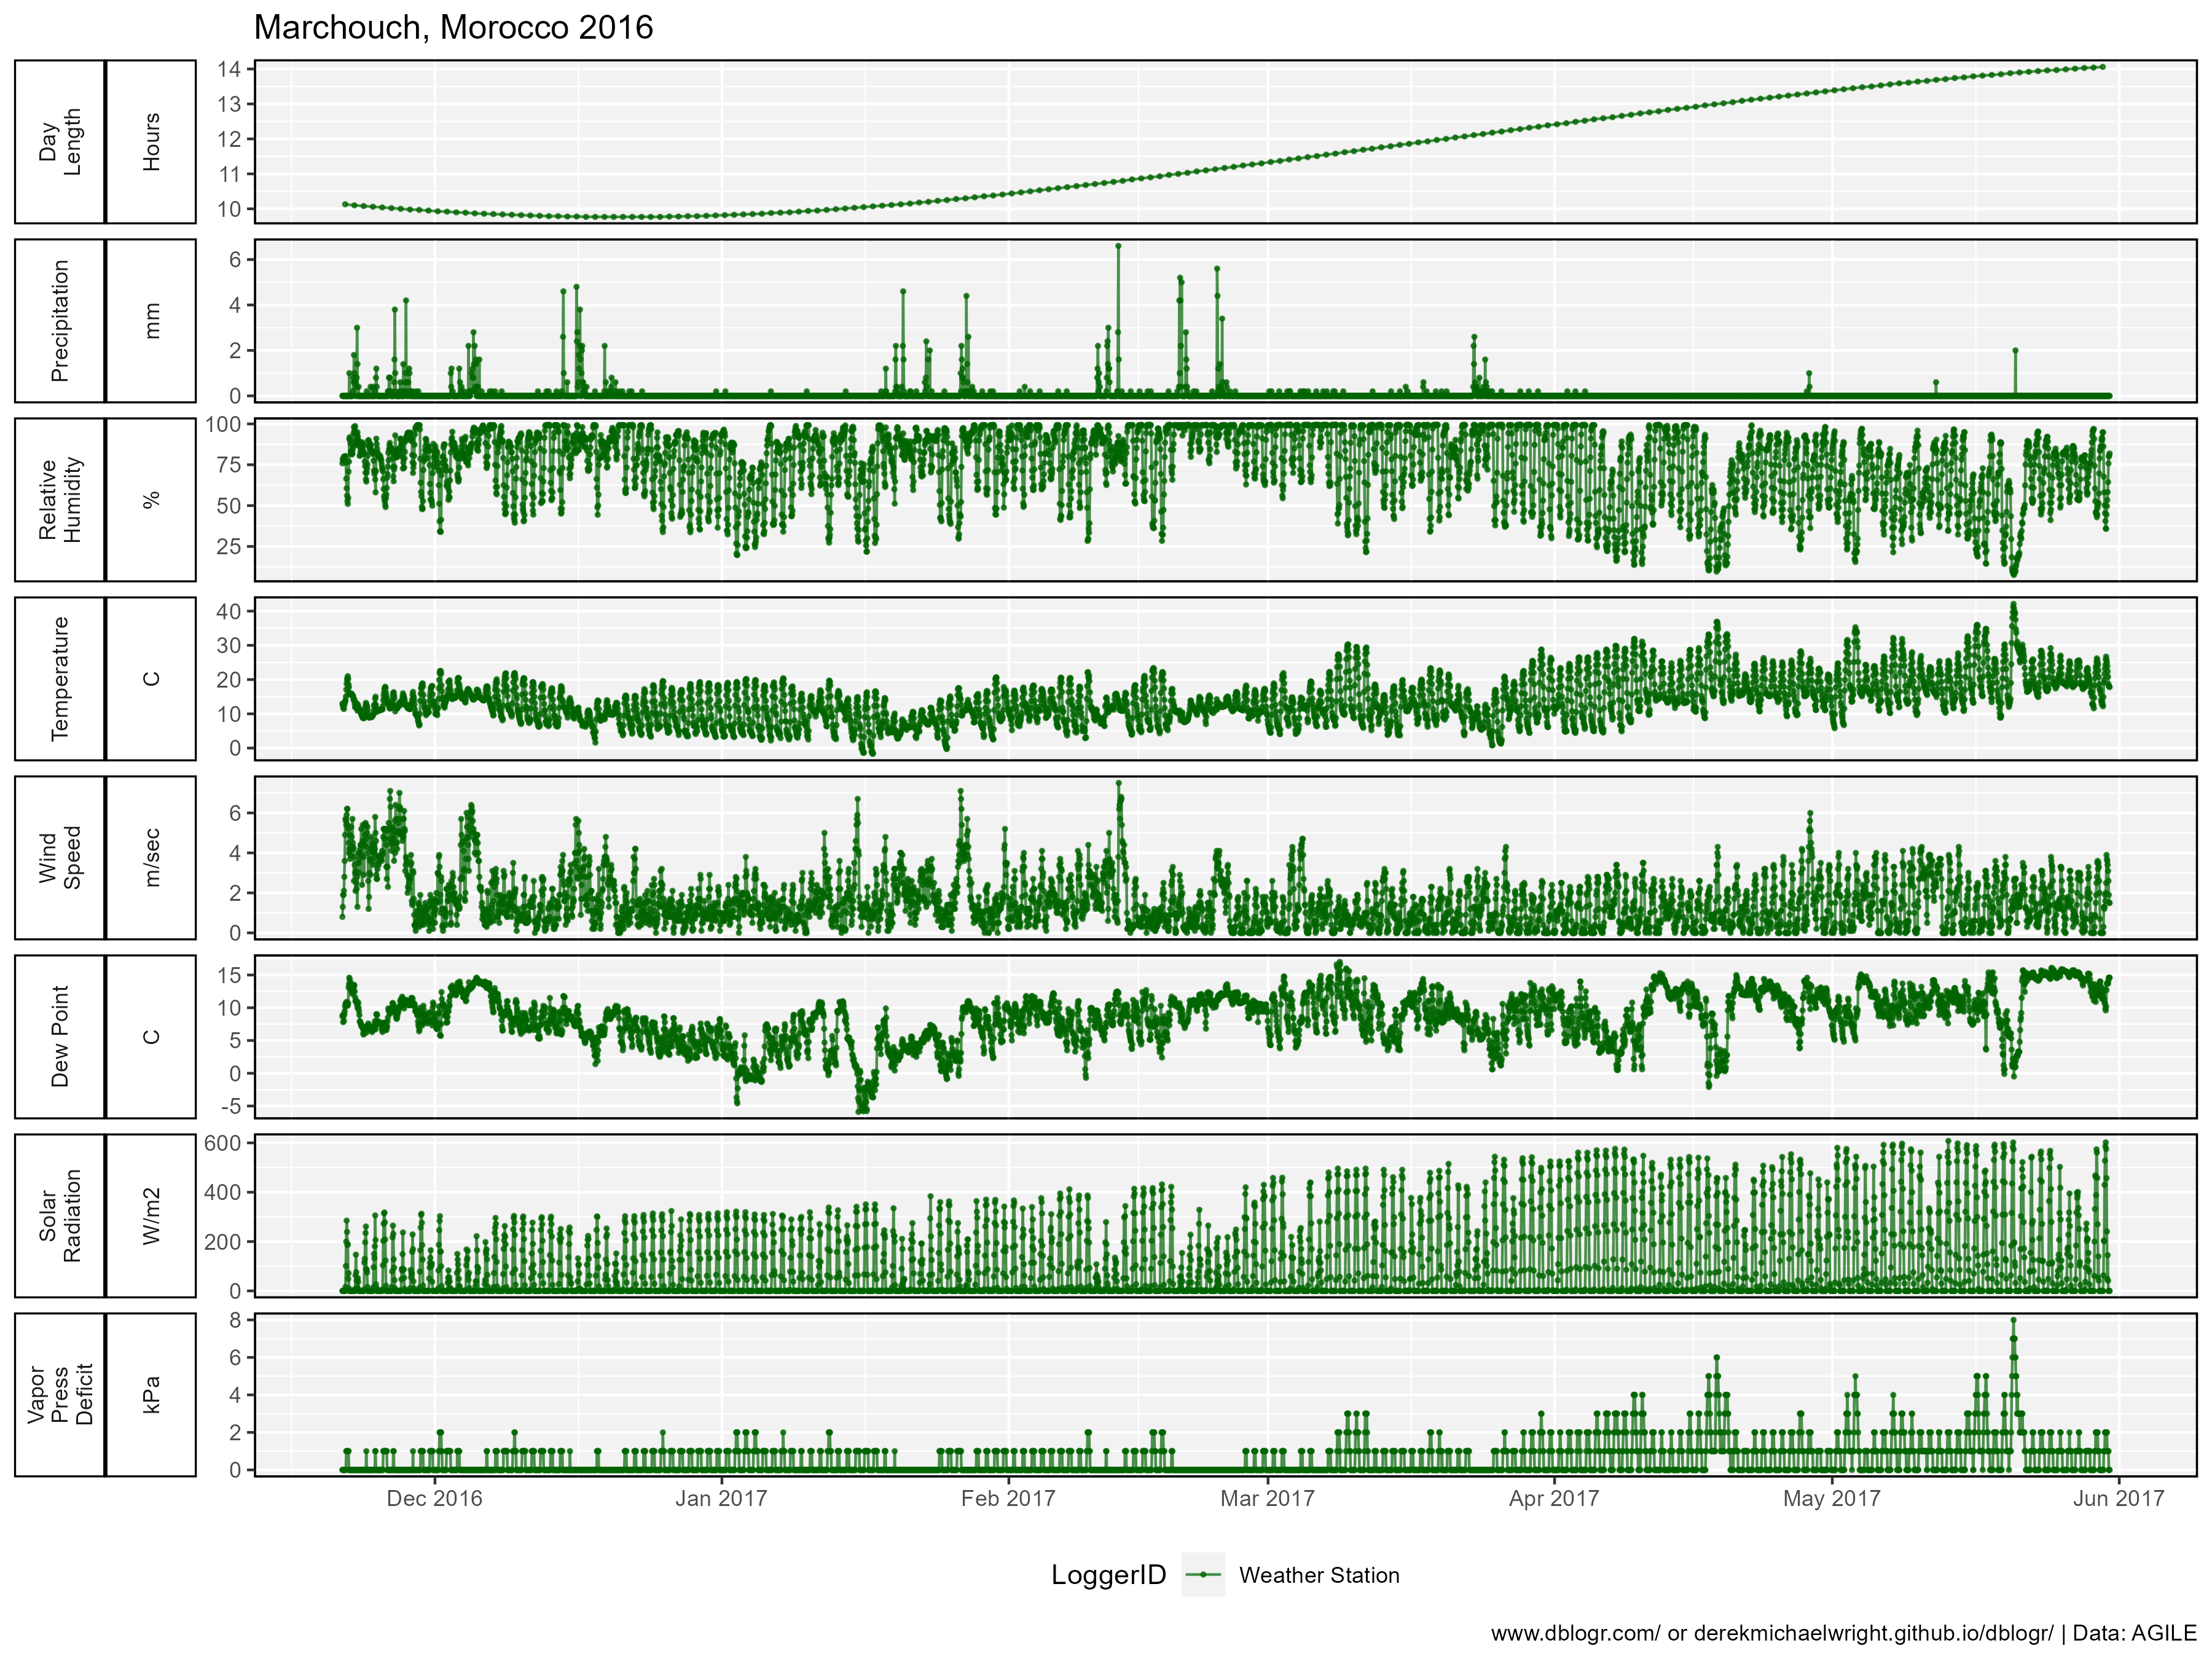 Marchouch, Morocco 2016
Day
Length
Hours
14
13
12
11
10
Precipitation
mm
6
4
2
0
Relative
Humidity
%
100
75
50
25
Temperature
C
40
30
20
10
0
Wind
Speed
m/sec
6
4
2
0
Dew Point
C
15
10
5
0
-5
Solar
Radiation
W/m2
600
400
200
0
Vapor
Press
Deficit
kPa
8
6
4
2
0
Dec 2016
Jan 2017
Feb 2017
Mar 2017
Apr 2017
May 2017
Jun 2017
LoggerID
Weather Station
www.dblogr.com/ or derekmichaelwright.github.io/dblogr/ | Data: AGILE